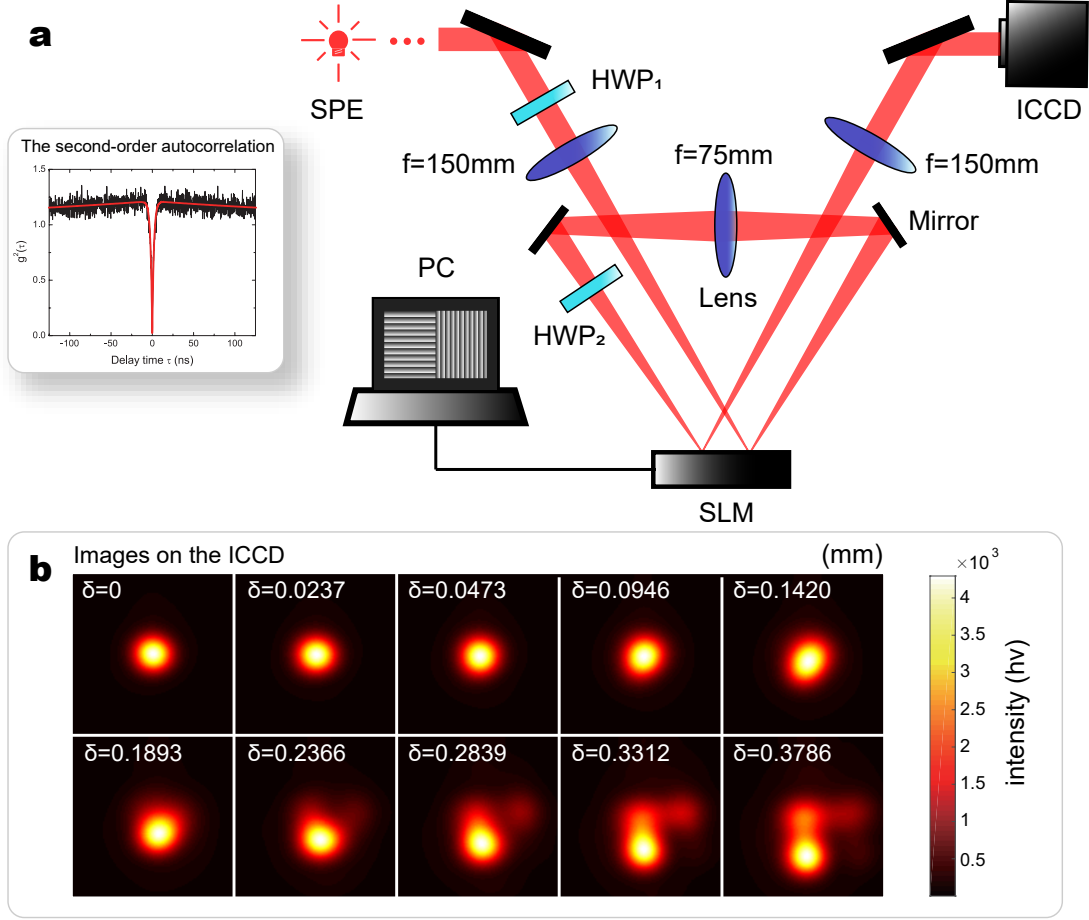 a
SPE
HWP₁
ICCD
f=150mm
f=75mm
f=150mm
Mirror
Lens
HWP₂
PC
SLM
The second-order autocorrelation
1.5
1.0
0.5
0.0
g²(τ)
-100
-50
0
50
100
Delay time τ (ns)
b
Images on the ICCD
(mm)
δ=0
δ=0.0237
δ=0.0473
δ=0.0946
δ=0.1420
δ=0.1893
δ=0.2366
δ=0.2839
δ=0.3312
δ=0.3786
×10³
4
3.5
3
2.5
2
1.5
1
0.5
intensity (hv)